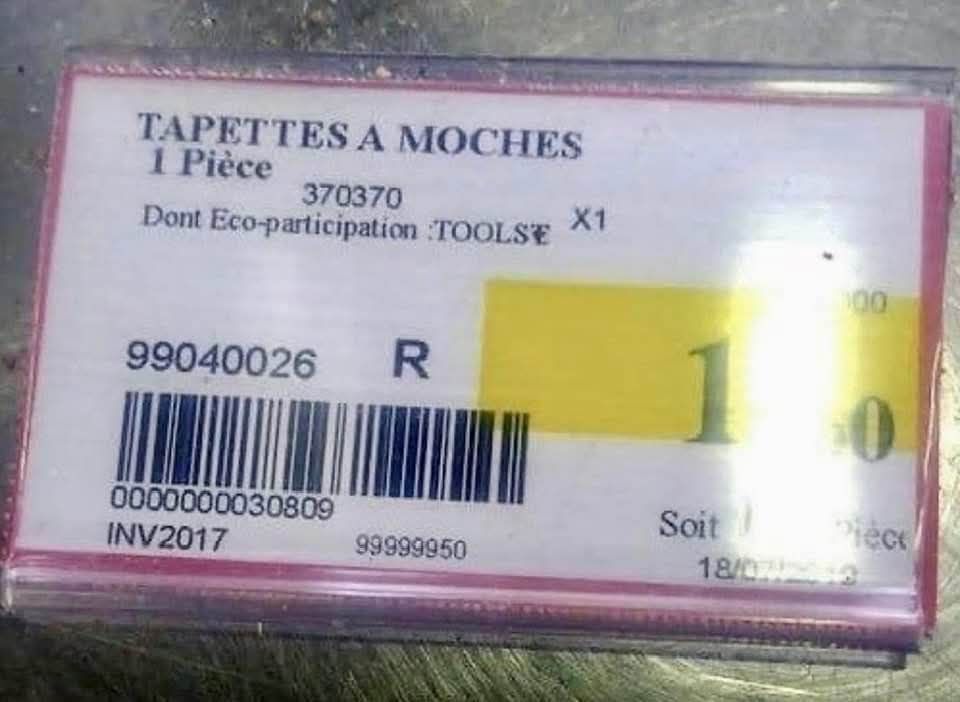 TAPETTES A MOCHES
1 Pièce
370370
Dont Eco-participation :TOOLS€ X1
99040026 R
0000000030809
INV2017 99999950
Soit